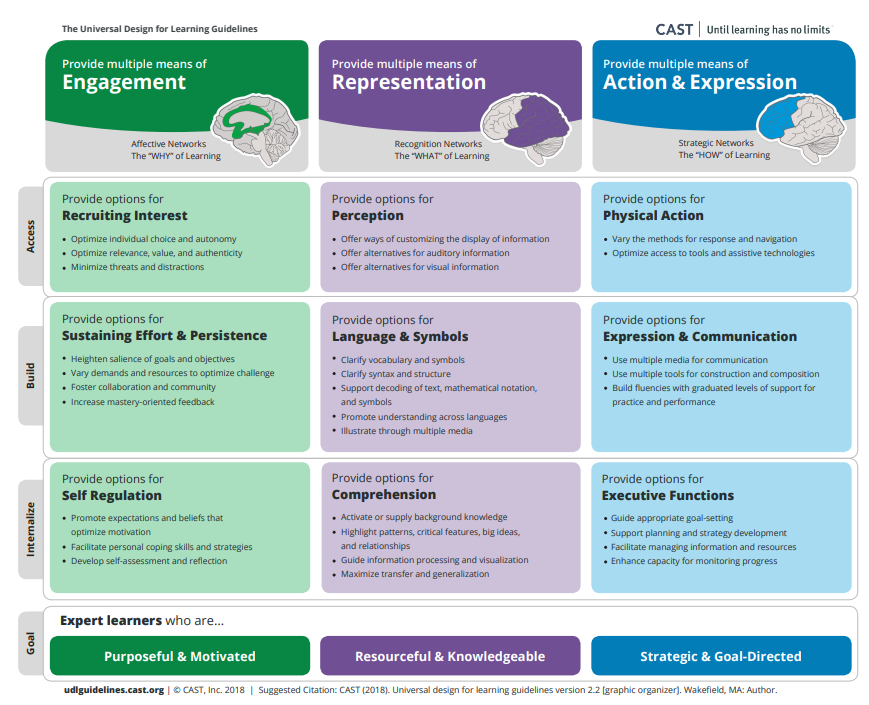 The Universal Design for Learning Guidelines
CAST | Until learning has no limits
Provide multiple means of
Engagement
Affective Networks
The “WHY” of Learning
Provide multiple means of
Representation
Recognition Networks
The “WHAT” of Learning
Provide multiple means of
Action & Expression
Strategic Networks
The “HOW” of Learning
Access
Provide options for
Recruiting Interest
• Optimize individual choice and autonomy
• Optimize relevance, value, and authenticity
• Minimize threats and distractions
Provide options for
Perception
• Offer ways of customizing the display of information
• Offer alternatives for auditory information
• Offer alternatives for visual information
Provide options for
Physical Action
• Vary the methods for response and navigation
• Optimize access to tools and assistive technologies
Build
Provide options for
Sustaining Effort & Persistence
• Heighten salience of goals and objectives
• Vary demands and resources to optimize challenge
• Foster collaboration and community
• Increase mastery-oriented feedback
Provide options for
Language & Symbols
• Clarify vocabulary and symbols
• Clarify syntax and structure
• Support decoding of text, mathematical notation,
and symbols
• Promote understanding across languages
• Illustrate through multiple media
Provide options for
Expression & Communication
• Use multiple media for communication
• Use multiple tools for construction and composition
• Build fluencies with graduated levels of support for
practice and performance
Internalize
Provide options for
Self Regulation
• Promote expectations and beliefs that
optimize motivation
• Facilitate personal coping skills and strategies
• Develop self-assessment and reflection
Provide options for
Comprehension
• Activate or supply background knowledge
• Highlight patterns, critical features, big ideas,
and relationships
• Guide information processing and visualization
• Maximize transfer and generalization
Provide options for
Executive Functions
• Guide appropriate goal-setting
• Support planning and strategy development
• Facilitate managing information and resources
• Enhance capacity for monitoring progress
Goal
Expert learners who are...
Purposeful & Motivated
Resourceful & Knowledgeable
Strategic & Goal-Directed
udlguidelines.cast.org | © CAST, Inc. 2018 | Suggested Citation: CAST (2018). Universal design for learning guidelines version 2.2 [graphic organizer]. Wakefield, MA: Author.